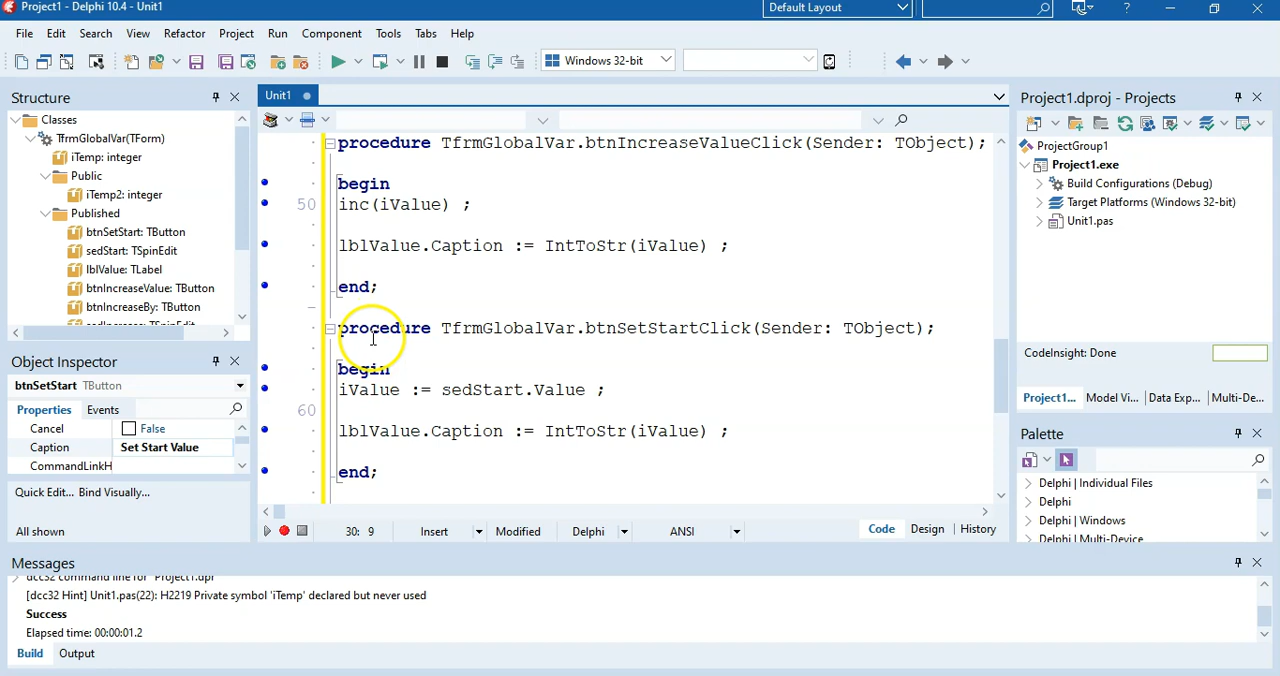 Project1 - Delphi 10.4 - Unit1
Default Layout
?
File Edit Search View Refactor Project Run Component Tools Tabs Help
Windows 32-bit
Structure
Classes
TfrmGlobalVar(TForm)
iTemp: integer
Public
iTemp2: integer
Published
btnSetStart: TButton
sedStart: TSpinEdit
lblValue: TLabel
btnIncreaseValue: TButton
btnIncreaseBy: TButton
sedIncrease: TSpinEdit
Object Inspector
btnSetStart TButton
Properties Events
Cancel False
Caption Set Start Value
CommandLinkH
Quick Edit... Bind Visually...
All shown
Unit1
procedure TfrmGlobalVar.btnIncreaseValueClick(Sender: TObject);
begin
50 inc(iValue) ;
lblValue.Caption := IntToStr(iValue) ;
end;
procedure TfrmGlobalVar.btnSetStartClick(Sender: TObject);
begin
iValue := sedStart.Value ;
60
lblValue.Caption := IntToStr(iValue) ;
end;
30: 9 Insert Modified Delphi ANSI Code Design History
Project1.dproj - Projects
ProjectGroup1
Project1.exe
Build Configurations (Debug)
Target Platforms (Windows 32-bit)
Unit1.pas
CodeInsight: Done
Project1... Model Vi... Data Exp... Multi-De...
Palette
Delphi | Individual Files
Delphi
Delphi | Windows
Delphi | Multi-Device
Messages
dcc32 command line for "Project1.dpr"
[dcc32 Hint] Unit1.pas(22): H2219 Private symbol 'iTemp' declared but never used
Success
Elapsed time: 00:00:01.2
Build Output